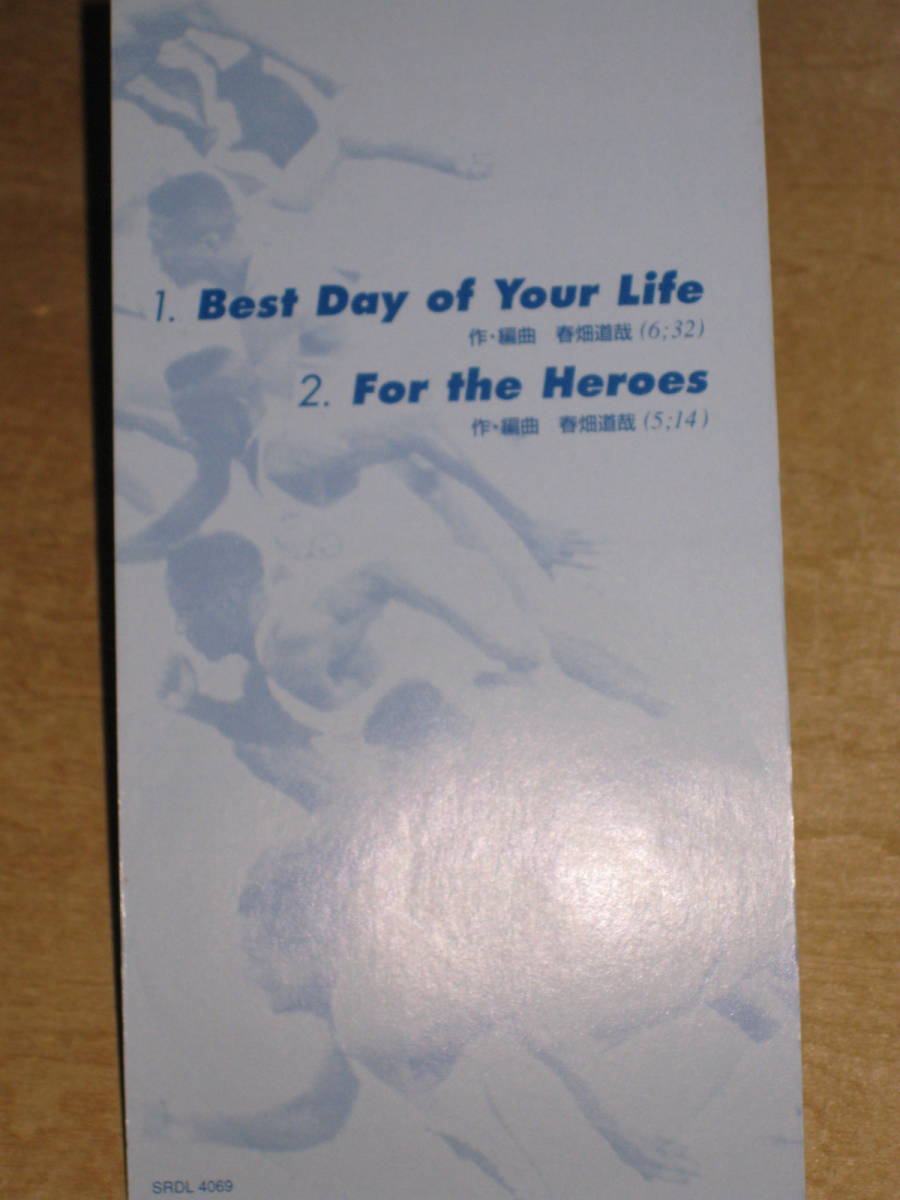 1. Best Day of Your Life
作・編曲 春畑道哉 (6;32)
2. For the Heroes
作・編曲 春畑道哉 (5;14)
SRDL 4069